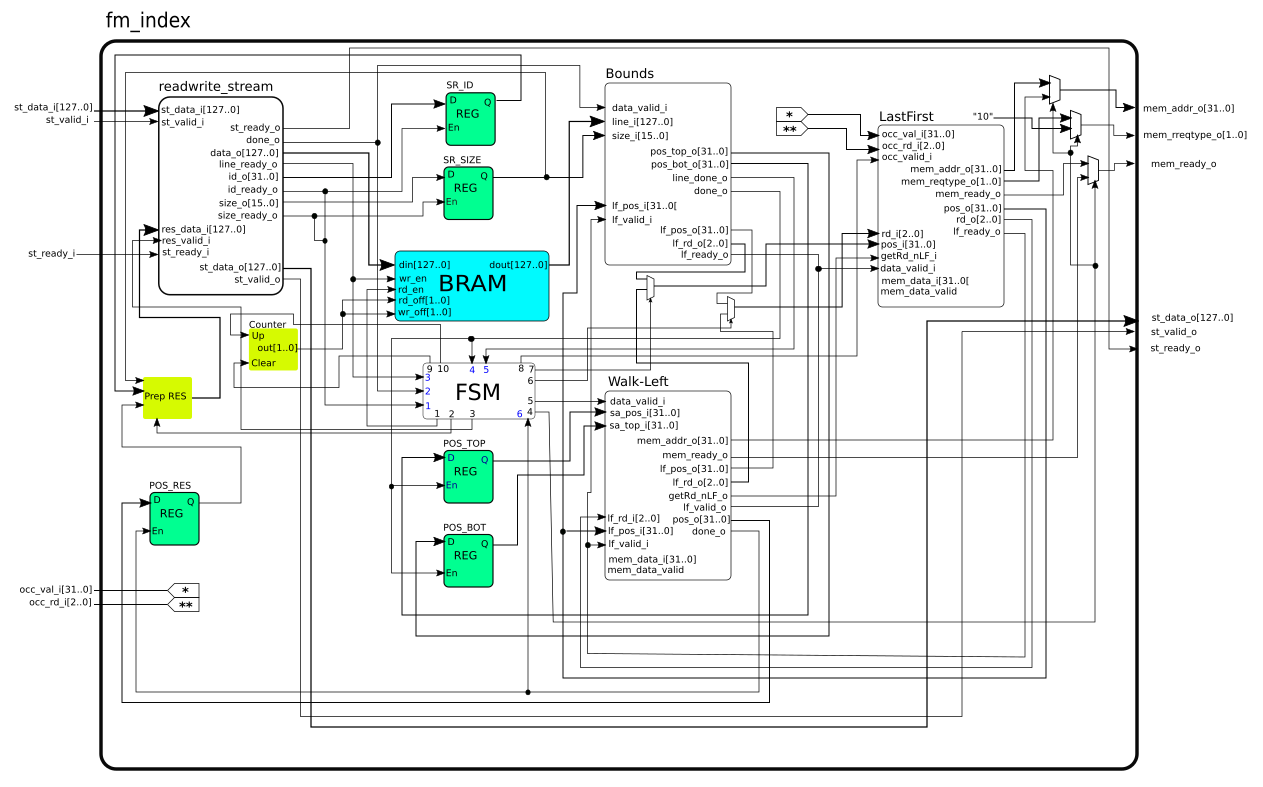 fm_index
st_data_i[127..0]
st_valid_i
st_ready_i
readwrite_stream
st_data_i[127..0]
st_valid_i
st_ready_o
done_o
data_o[127..0]
line_ready_o
id_o[31..0]
id_ready_o
size_o[15..0]
size_ready_o
res_data_i[127..0]
res_valid_i
st_ready_i
st_data_o[127..0]
st_valid_o
SR_ID
D
Q
REG
En
SR_SIZE
D
Q
REG
En
din[127..0]
dout[127..0]
wr_en
rd_en
rd_off[1..0]
wr_off[1..0]
BRAM
Counter
Up
out[1..0]
Clear
Prep RES
9 10
4
5
8 7
6
3
2
1
FSM
5
4
1 2 3
6
POS_TOP
D
Q
REG
En
POS_BOT
D
Q
REG
En
POS_RES
D
Q
REG
En
occ_val_i[31..0]
occ_rd_i[2..0]
*
**
Bounds
data_valid_i
line_i[127..0]
size_i[15..0]
pos_top_o[31..0]
pos_bot_o[31..0]
line_done_o
done_o
lf_pos_i[31..0[
lf_valid_i
lf_pos_o[31..0]
lf_rd_o[2..0]
lf_ready_o
Walk-Left
data_valid_i
sa_pos_i[31..0]
sa_top_i[31..0]
mem_addr_o[31..0]
mem_ready_o
lf_pos_o[31..0]
lf_rd_o[2..0]
getRd_nLF_o
lf_valid_o
lf_rd_i[2..0]
pos_o[31..0]
lf_pos_i[31..0]
done_o
lf_valid_i
mem_data_i[31..0]
mem_data_valid
*
**
LastFirst
"10"
occ_val_i[31..0]
occ_rd_i[2..0]
occ_valid_i
mem_addr_o[31..0]
mem_reqtype_o[1..0]
mem_ready_o
pos_o[31..0]
rd_o[2..0]
lf_ready_o
rd_i[2..0]
pos_i[31..0]
getRd_nLF_i
data_valid_i
mem_data_i[31..0[
mem_data_valid
mem_addr_o[31..0]
mem_rreqtype_o[1..0]
mem_ready_o
st_data_o[127..0]
st_valid_o
st_ready_o